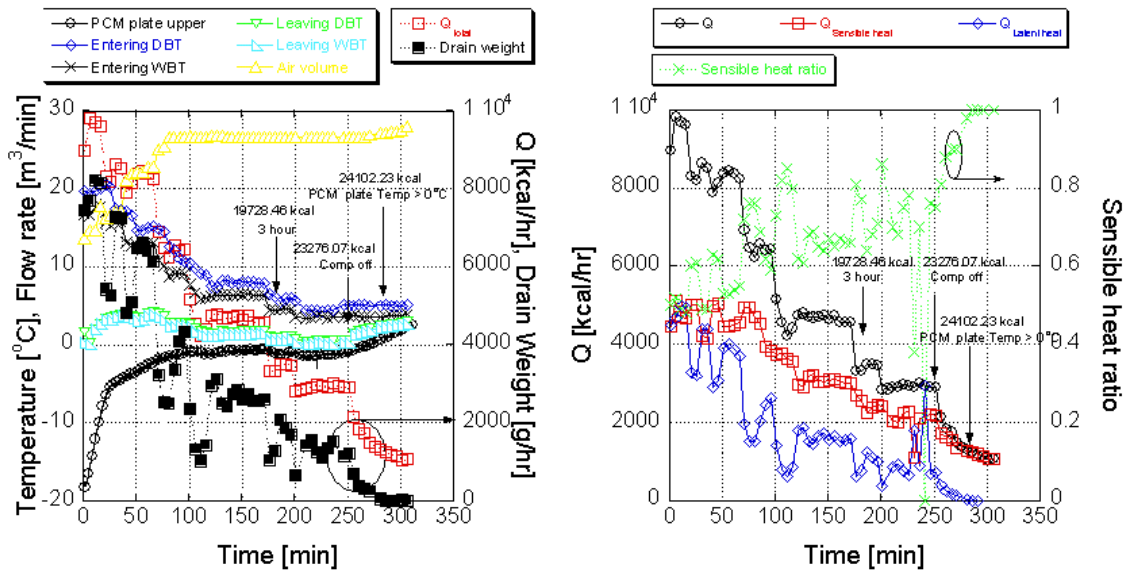 PCM plate upper
Entering DBT
Entering WBT
Leaving DBT
Leaving WBT
Air volume
Q total
Drain weight
Temperature [°C], Flow rate [m3/min]
30
20
10
0
-10
-20
1 10^4
8000
6000
4000
2000
0
Q [kcal/hr], Drain Weight [g/hr]
24102.23 kcal
PCM plate Temp > 0°C
19728.46 kcal
3 hour
23276.07 kcal
Comp off
0 50 100 150 200 250 300 350
Time [min]
Q
Q Sensible heat
Q Latent heat
Sensible heat ratio
Q [kcal/hr]
1 10^4
8000
6000
4000
2000
0
1
0.8
0.6
0.4
0.2
0
Sensible heat ratio
19728.46 kcal
3 hour
23276.07 kcal
Comp off
24102.23 kcal
PCM plate Temp > 0°C
0 50 100 150 200 250 300 350
Time [min]